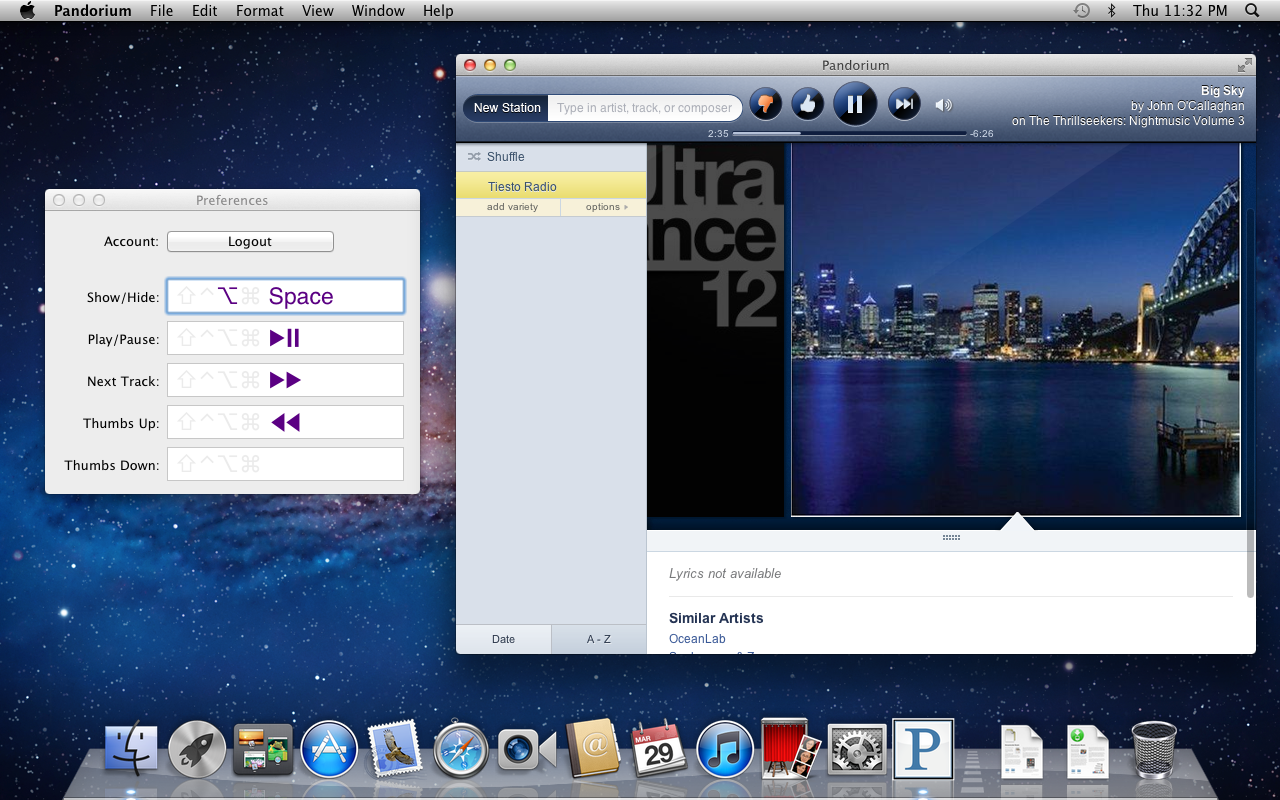 Pandorium File Edit Format View Window Help
Thu 11:32 PM
Pandorium
New Station
Type in artist, track, or composer
Big Sky
by John O'Callaghan
on The Thrillseekers: Nightmusic Volume 3
2:35
-6:26
Shuffle
Tiesto Radio
add variety
options »
Ultra
ance
12
Lyrics not available
Similar Artists
OceanLab
Date
A - Z
Preferences
Account: Logout
Show/Hide: ⇧⌃⌥⌘ Space
Play/Pause: ⇧⌃⌥⌘
Next Track: ⇧⌃⌥⌘
Thumbs Up: ⇧⌃⌥⌘
Thumbs Down: ⇧⌃⌥⌘
@
MAR
29
P